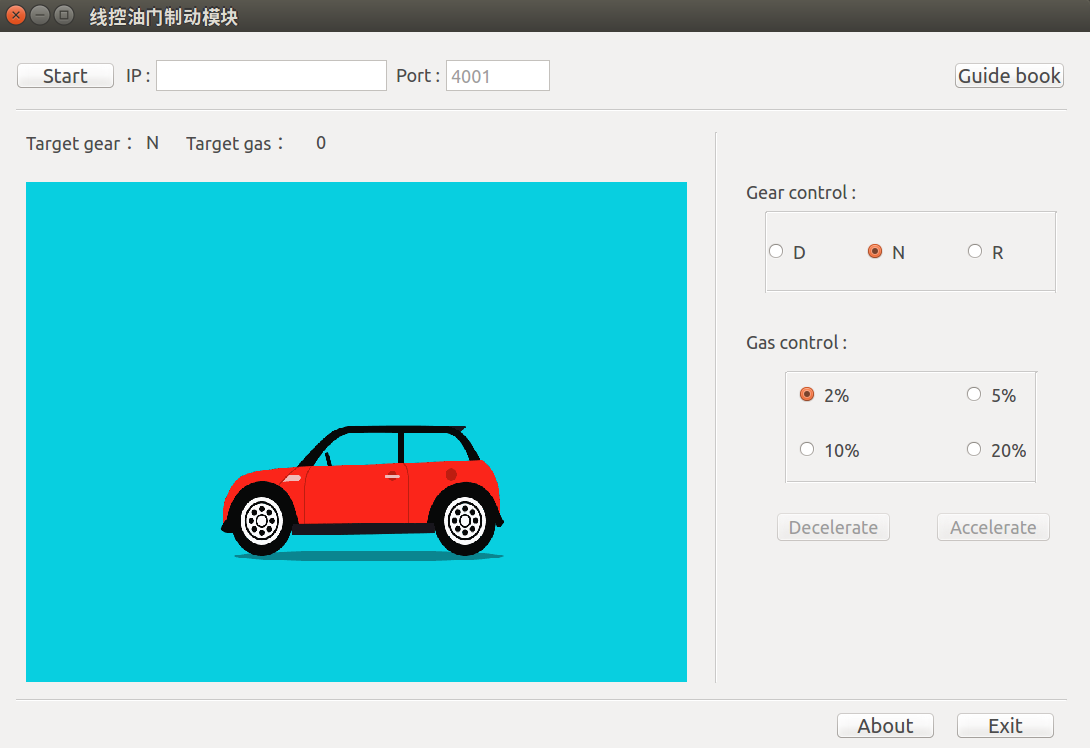 线控油门制动模块
Start IP : Port : 4001 Guide book
Target gear： N Target gas： 0
Gear control :
D N R
Gas control :
2% 5%
10% 20%
Decelerate Accelerate
About Exit